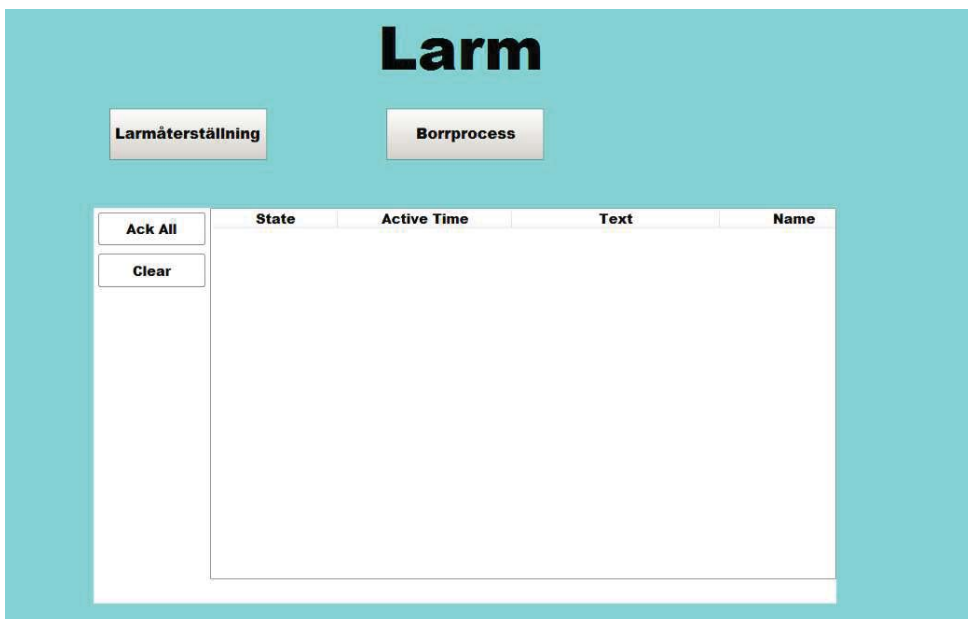 Larm
Larmåterställning Borrprocess
Ack All State Active Time Text Name
Clear